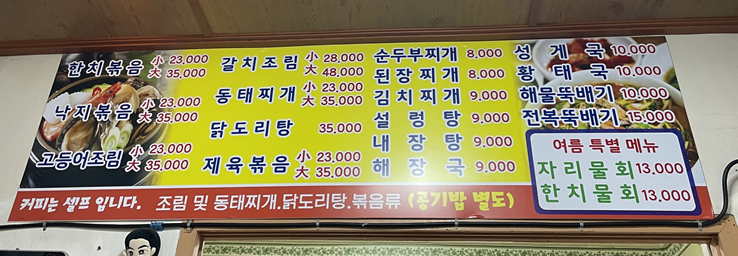 한치볶음 小 23,000 大 35,000
낙지볶음 小 23,000 大 35,000
고등어조림 小 23,000 大 35,000
갈치조림 小 28,000 大 48,000
동태찌개 小 23,000 大 35,000
닭도리탕 35,000
제육볶음 小 23,000 大 35,000
순두부찌개 8,000
된장찌개 8,000
김치찌개 9,000
설렁탕 9,000
내장탕 9,000
해장국 9,000
성게국 10,000
황태국 10,000
해물뚝배기 10,000
전복뚝배기 15,000
여름 특별 메뉴
자리물회 13,000
한치물회 13,000
커피는 셀프 입니다. 조림 및 동태찌개,닭도리탕.볶음류 (공기밥 별도)